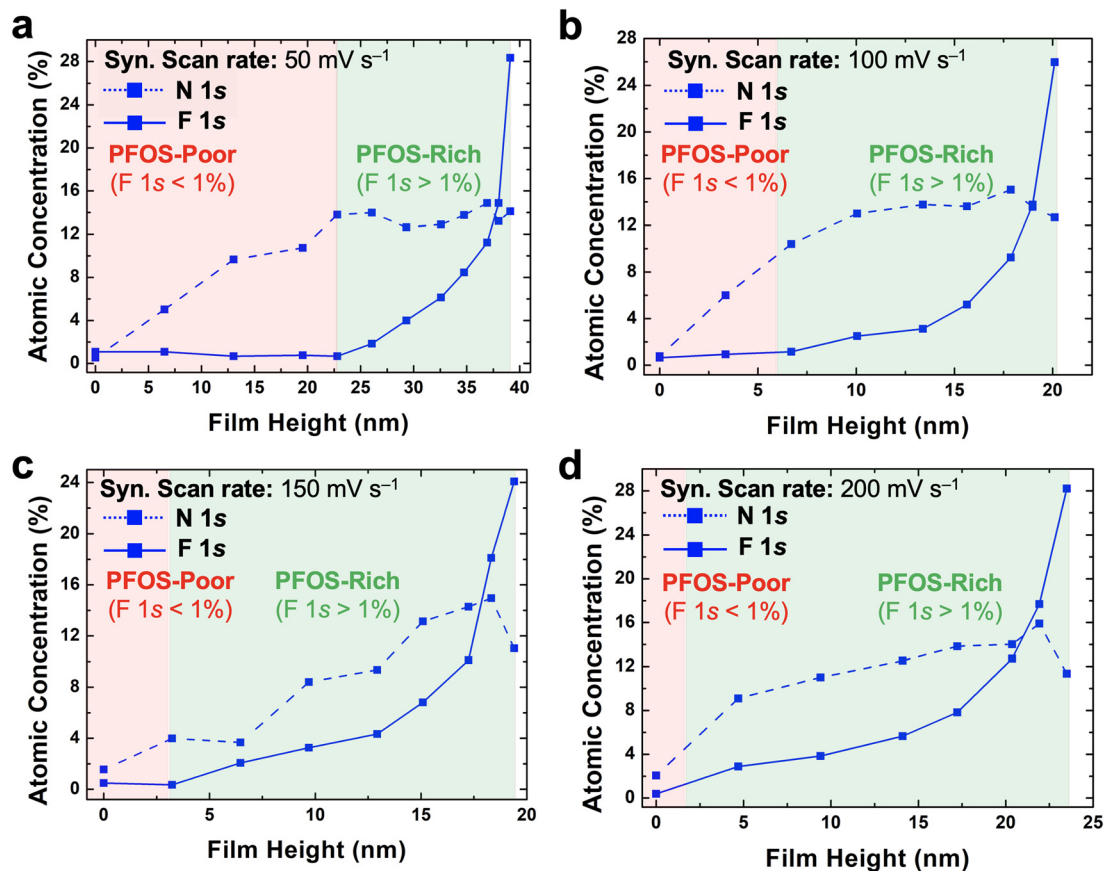 a
Syn. Scan rate: 50 mV s⁻¹
N 1s
F 1s
PFOS-Poor
(F 1s < 1%)
PFOS-Rich
(F 1s > 1%)
Atomic Concentration (%)
28
24
20
16
12
8
4
0
0 5 10 15 20 25 30 35 40
Film Height (nm)
b
Syn. Scan rate: 100 mV s⁻¹
N 1s
F 1s
PFOS-Poor
(F 1s < 1%)
PFOS-Rich
(F 1s > 1%)
Atomic Concentration (%)
28
24
20
16
12
8
4
0
0 5 10 15 20
Film Height (nm)
c
Syn. Scan rate: 150 mV s⁻¹
N 1s
F 1s
PFOS-Poor
(F 1s < 1%)
PFOS-Rich
(F 1s > 1%)
Atomic Concentration (%)
24
20
16
12
8
4
0
0 5 10 15 20
Film Height (nm)
d
Syn. Scan rate: 200 mV s⁻¹
N 1s
F 1s
PFOS-Poor
(F 1s < 1%)
PFOS-Rich
(F 1s > 1%)
Atomic Concentration (%)
28
24
20
16
12
8
4
0
0 5 10 15 20 25
Film Height (nm)